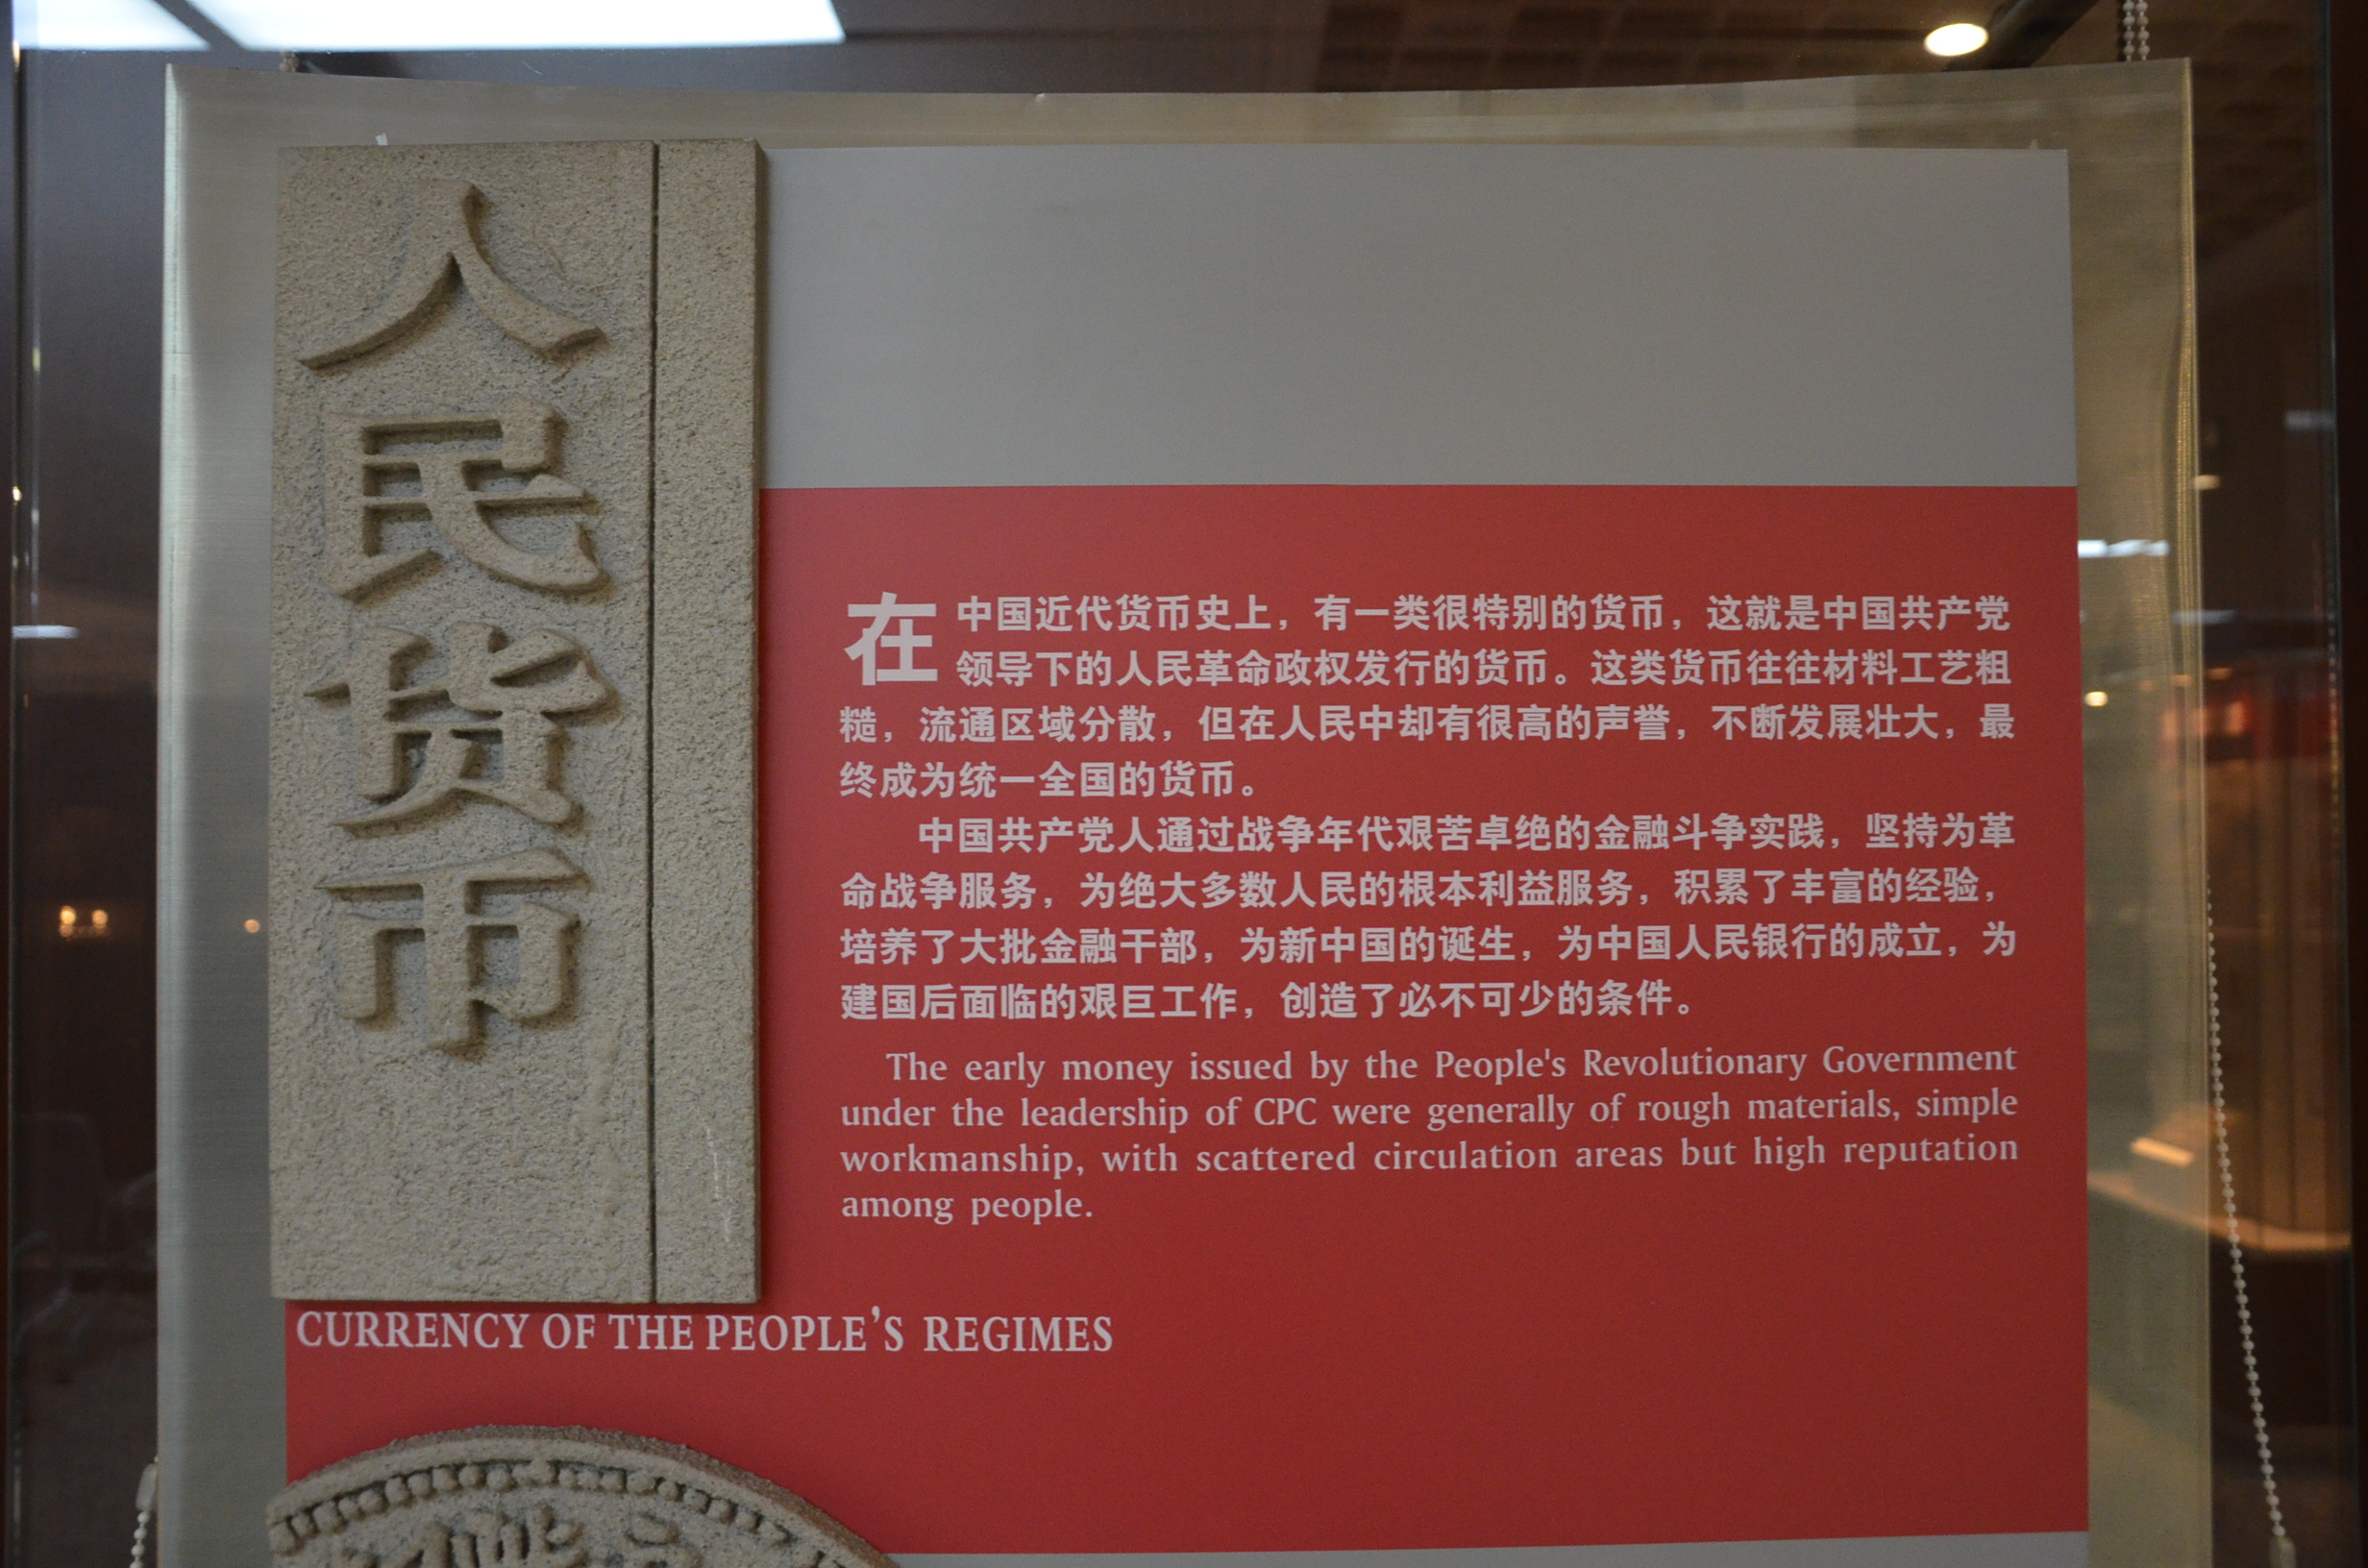 人民货币
在中国近代货币史上，有一类很特别的货币，这就是中国共产党
领导下的人民革命政权发行的货币。这类货币往往材料工艺粗
糙，流通区域分散，但在人民中却有很高的声誉，不断发展壮大，最
终成为统一全国的货币。
中国共产党人通过战争年代艰苦卓绝的金融斗争实践，坚持为革
命战争服务，为绝大多数人民的根本利益服务，积累了丰富的经验，
培养了大批金融干部，为新中国的诞生，为中国人民银行的成立，为
建国后面临的艰巨工作，创造了必不可少的条件。
The early money issued by the People's Revolutionary Government
under the leadership of CPC were generally of rough materials, simple
workmanship, with scattered circulation areas but high reputation
among people.
CURRENCY OF THE PEOPLE’S REGIMES